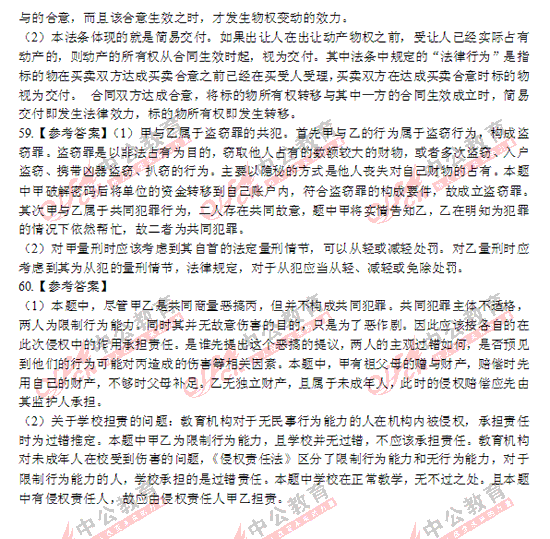 与的合意，而且该合意生效之时，才发生物权变动的效力。
（2）本法条体现的就是简易交付。如果出让人在出让动产物权之前，受让人已经实际占有
动产的，则动产的所有权从合同生效时起，视为交付。其中法条中规定的“法律行为”是指
标的物在买卖双方达成买卖合意之前已经在买受人受理，买卖双方在达成买卖合意时标的物
视为交付。 合同双方达成合意，将标的物所有权转移与其中一方的合同生效成立时，简易
交付即发生法律效力，标的物所有权即发生转移。
59.【参考答案】（1）甲与乙属于盗窃罪的共犯。首先甲与乙的行为属于盗窃行为，构成盗
窃罪。盗窃罪是以非法占有为目的，窃取他人占有的数额较大的财物，或者多次盗窃、入户
盗窃、携带凶器盗窃、扒窃的行为。主要以隐秘的方式是他人丧失对自己财物的占有。本题
中甲破解密码后将单位的资金转移到自己账户内，符合盗窃罪的构成要件，故成立盗窃罪。
其次甲与乙属于共同犯罪行为，二人存在共同故意，题中甲将实情告知乙，乙在明知为犯罪
的情况下依然帮忙，故二者为共同犯罪。
（2）对甲量刑时应该考虑到其自首的法定量刑情节，可以从轻或减轻处罚。对乙量刑时应
考虑到其为从犯的量刑情节，法律规定，对于从犯应当从轻、减轻或免除处罚。
60.【参考答案】
（1）本题中，尽管甲乙是共同商量恶搞丙，但并不构成共同犯罪。共同犯罪主体不适格，
两人为限制行为能力。同时其并无故意伤害的目的，只是为了恶作剧。因此应该按各自的在
此次侵权中的作用承担责任。是谁先提出这个恶搞的提议，两人的主观过错如何，是否预见
到他们的行为可能对丙造成的伤害等相关因素。本题中，甲有祖父母的赠与财产，赔偿时先
用自己的财产，不够时父母补足。乙无独立财产，且属于未成年人，此时的侵权赔偿应先由
其监护人承担。
（2）关于学校担责的问题：教育机构对于无民事行为能力的人在机构内被侵权，承担责任
时为过错推定。本题中甲乙为限制行为能力，且学校并无过错，不应该承担责任。教育机构
对未成年人在校受到伤害的问题，《侵权责任法》区分了限制行为能力和无行为能力，对于
限制行为能力的人，学校承担的是过错责任。本题中学校在正常教学，无不过之处。且本题
中有侵权责任人，故应由侵权责任人甲乙担责。
中公教育